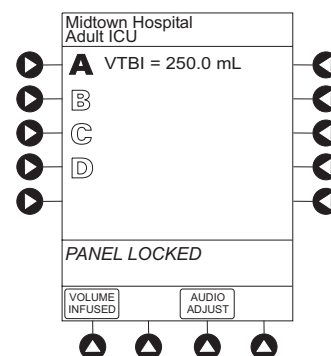 Midtown Hospital
Adult ICU
A VTBI = 250.0 mL
B
C
D
PANEL LOCKED
VOLUME
INFUSED
AUDIO
ADJUST